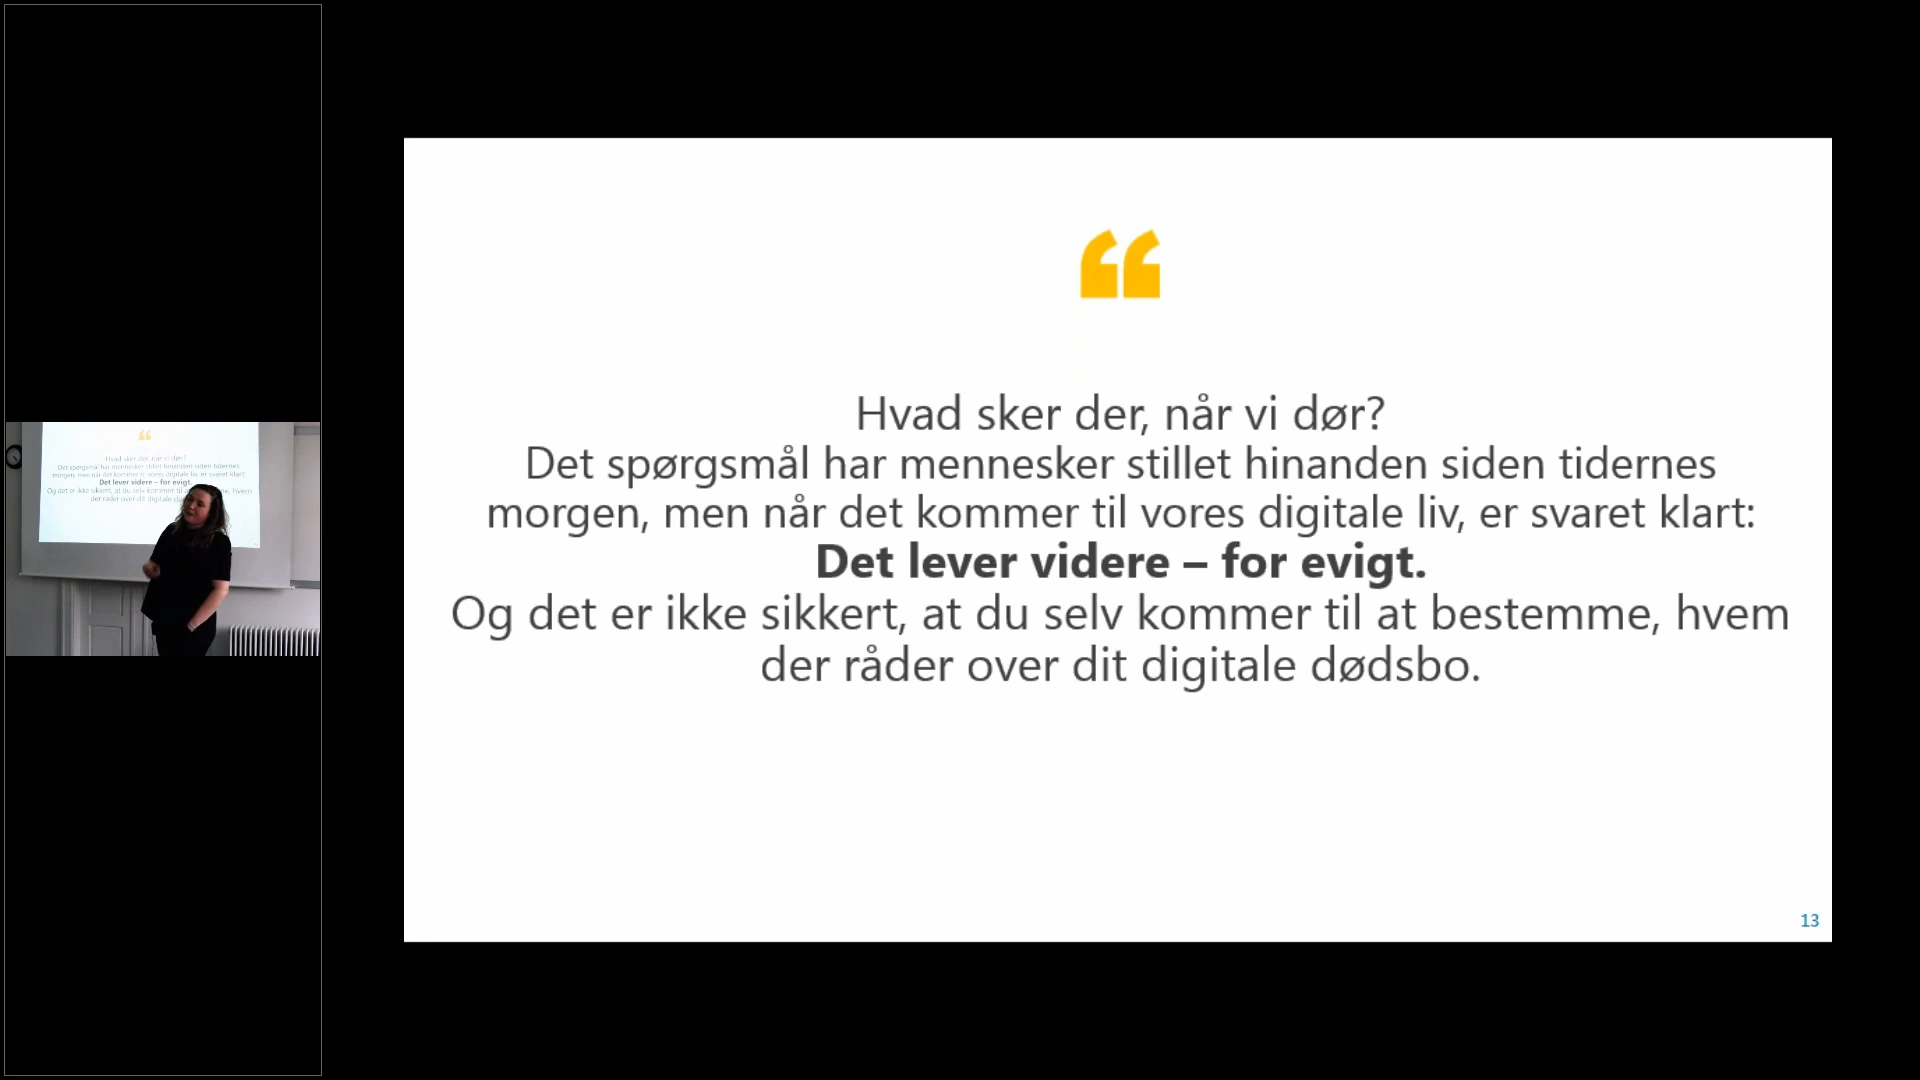 “
Hvad sker der, når vi dør?
Det spørgsmål har mennesker stillet hinanden siden tidernes
morgen, men når det kommer til vores digitale liv, er svaret klart:
Det lever videre – for evigt.
Og det er ikke sikkert, at du selv kommer til at bestemme, hvem
der råder over dit digitale dødsbo.
13